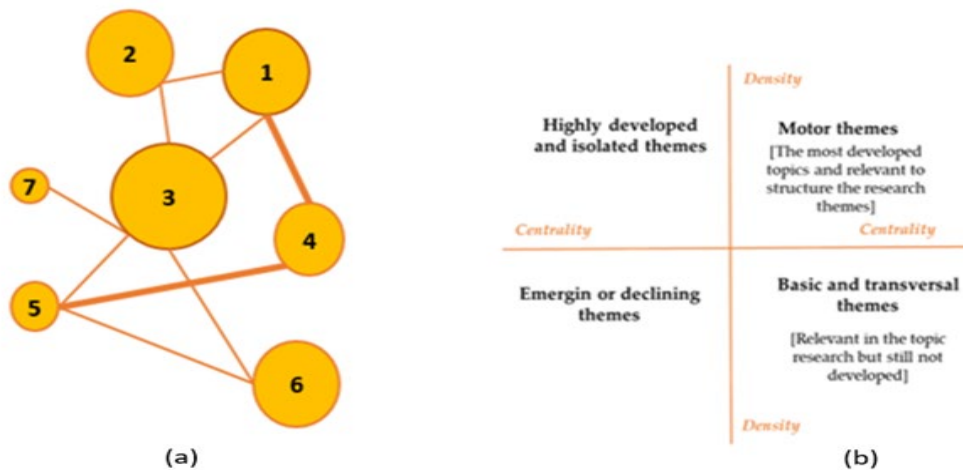 2
1
7
3
4
5
6
(a)
Density
Highly developed
and isolated themes
Motor themes
[The most developed
topics and relevant to
structure the research
themes]
Centrality
Centrality
Emergin or declining
themes
Basic and transversal
themes
[Relevant in the topic
research but still not
developed]
Density
(b)